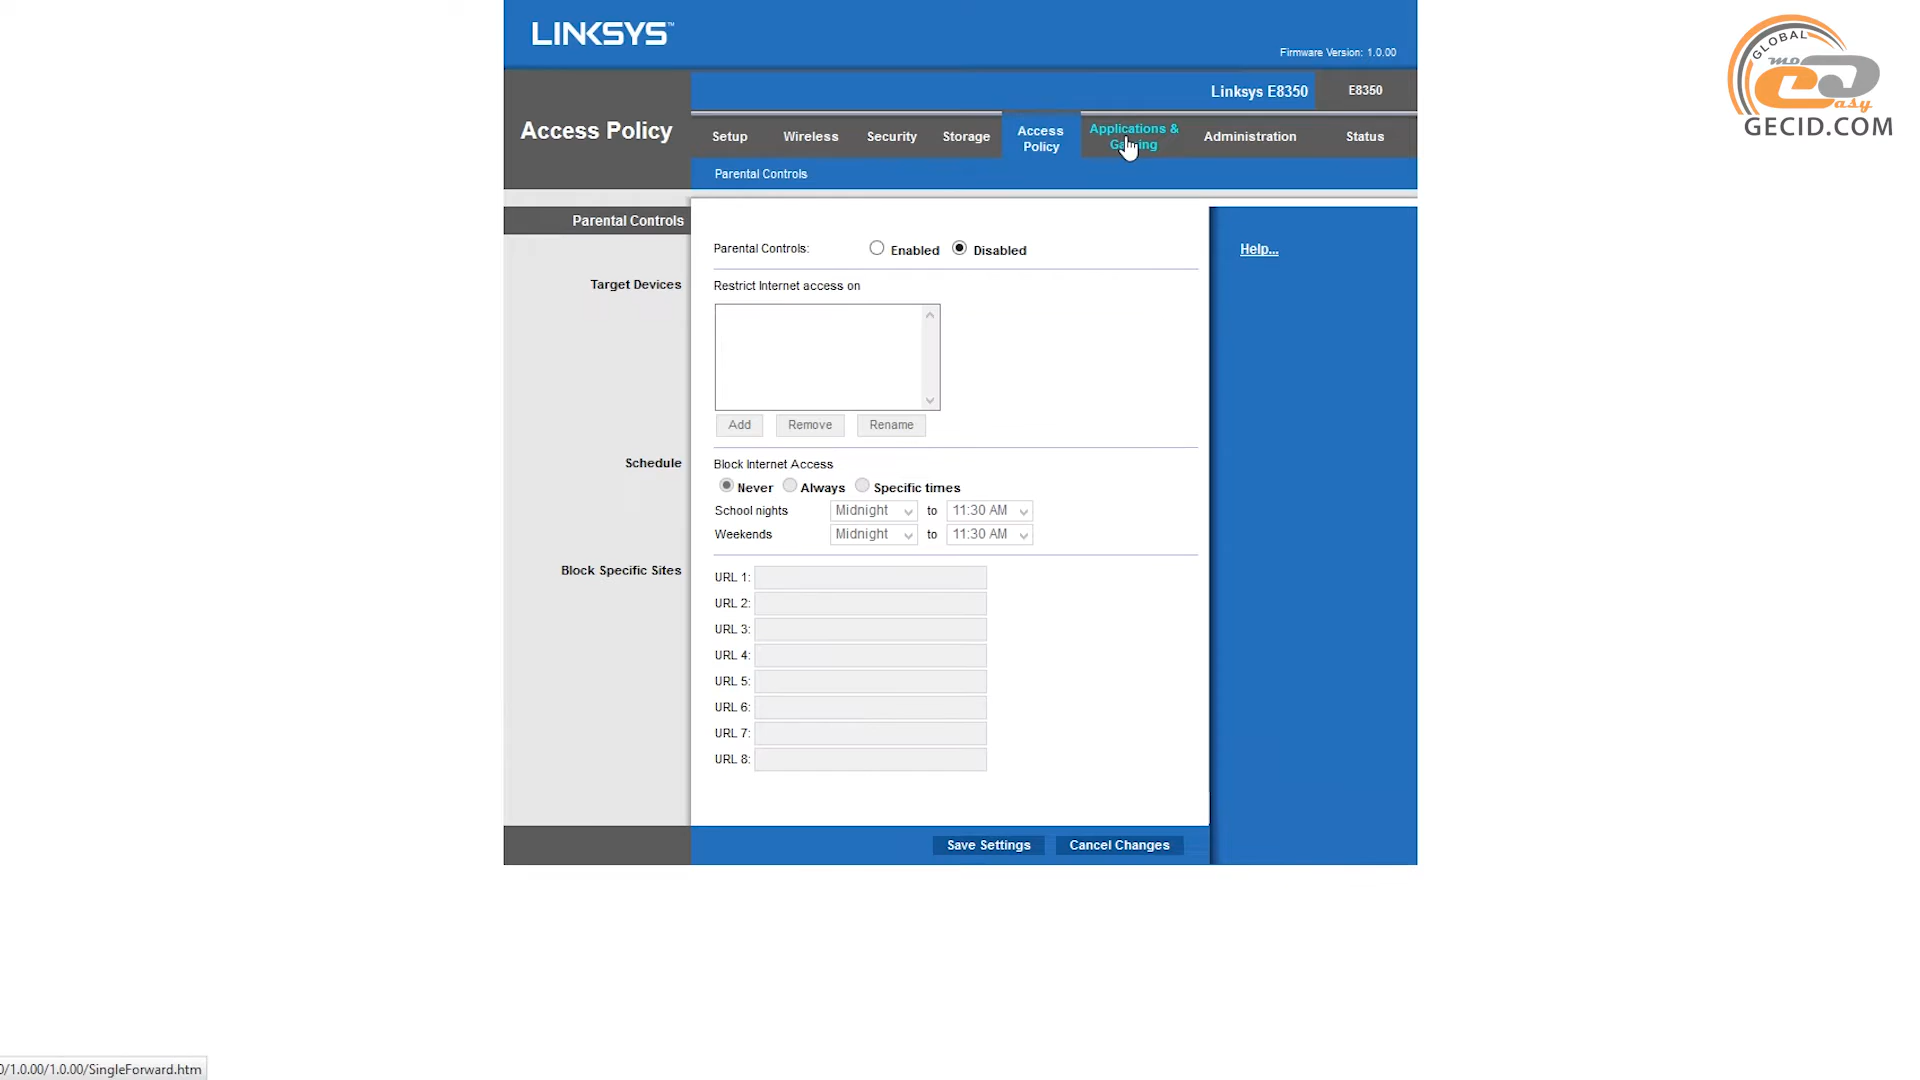 LINKSYS™
Firmware Version: 1.0.00
Linksys E8350 E8350
Access Policy
Setup Wireless Security Storage Access Policy Applications & Gaming Administration Status
Parental Controls
Parental Controls
Parental Controls: Enabled Disabled
Help...
Target Devices
Restrict Internet access on
Add Remove Rename
Schedule
Block Internet Access
Never Always Specific times
School nights Midnight to 11:30 AM
Weekends Midnight to 11:30 AM
Block Specific Sites
URL 1:
URL 2:
URL 3:
URL 4:
URL 5:
URL 6:
URL 7:
URL 8:
Save Settings Cancel Changes
GLOBAL
easy
GECID.COM
0/1.0.00/1.0.00/SingleForward.htm